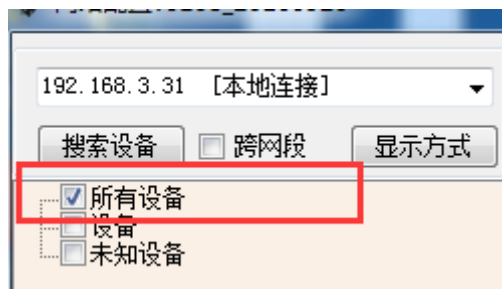 192.168.3.31 [本地连接]
搜索设备 跨网段 显示方式
所有设备
设备
未知设备